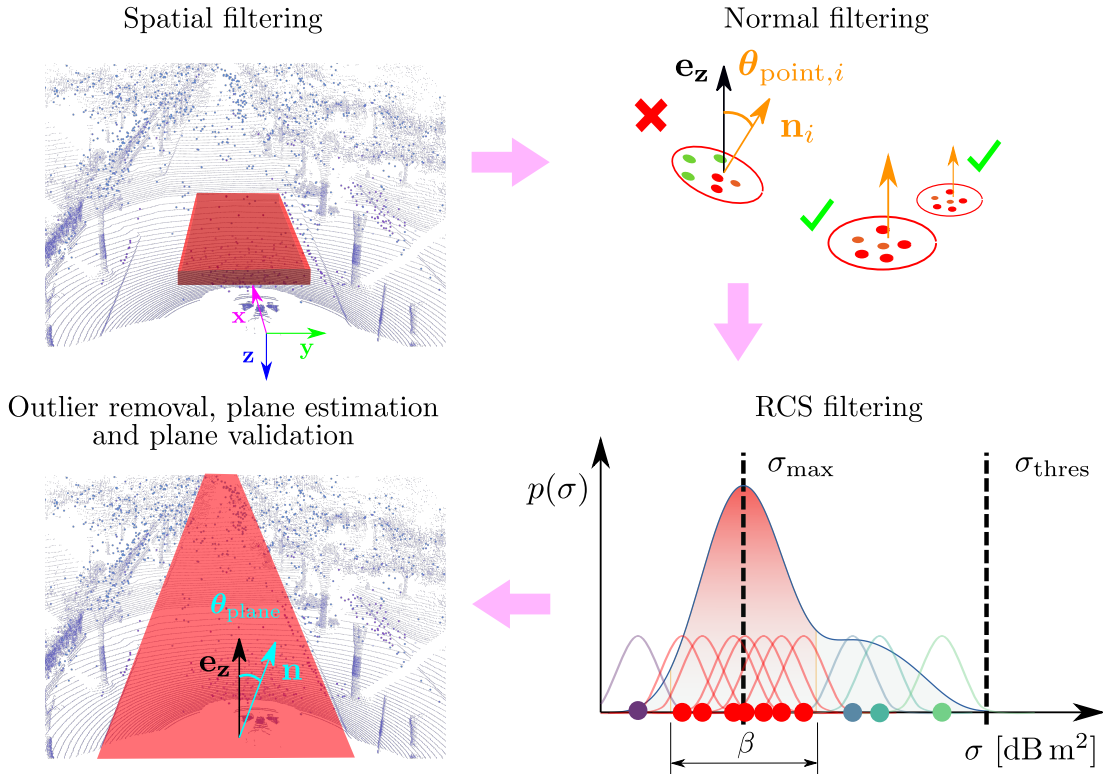 Spatial filtering
Normal filtering
e_z
θ_point,i
n_i
x
y
z
Outlier removal, plane estimation
and plane validation
RCS filtering
p(σ)
σ_max
σ_thres
θ_plane
e_z
n
β
σ [dB m²]